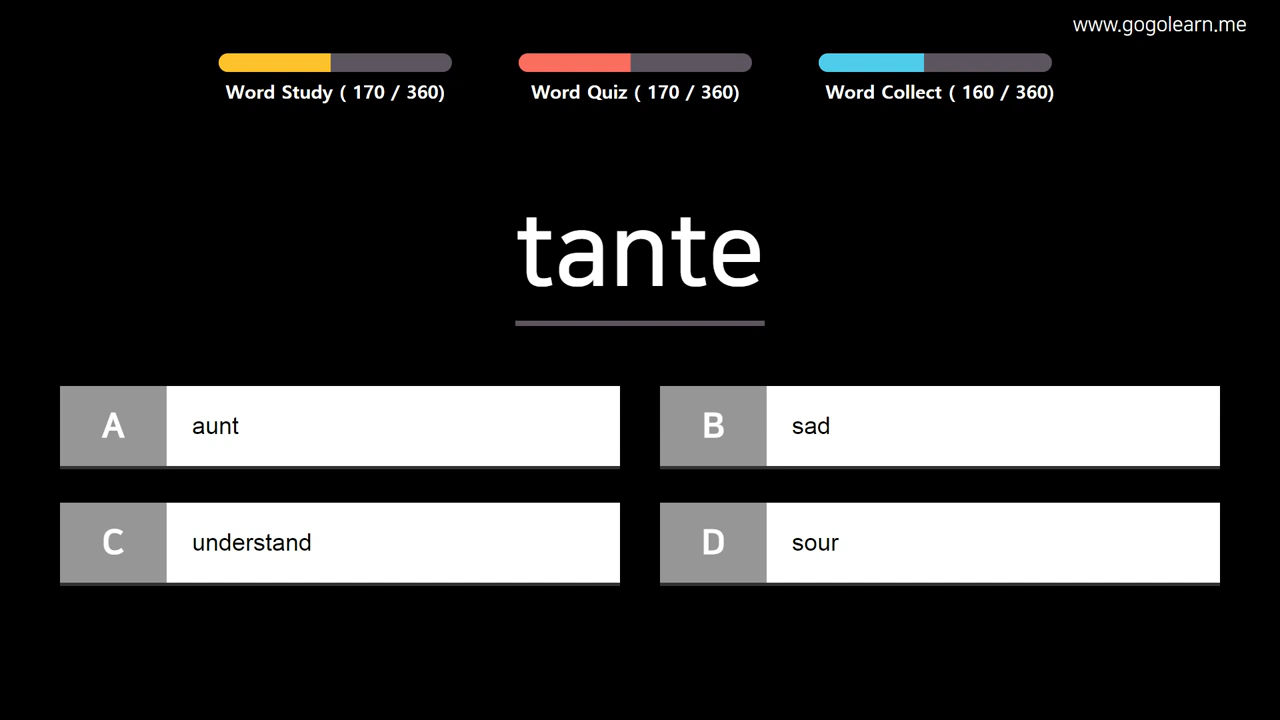 www.gogolearn.me
Word Study ( 170 / 360)
Word Quiz ( 170 / 360)
Word Collect ( 160 / 360)
tante
A aunt
B sad
C understand
D sour